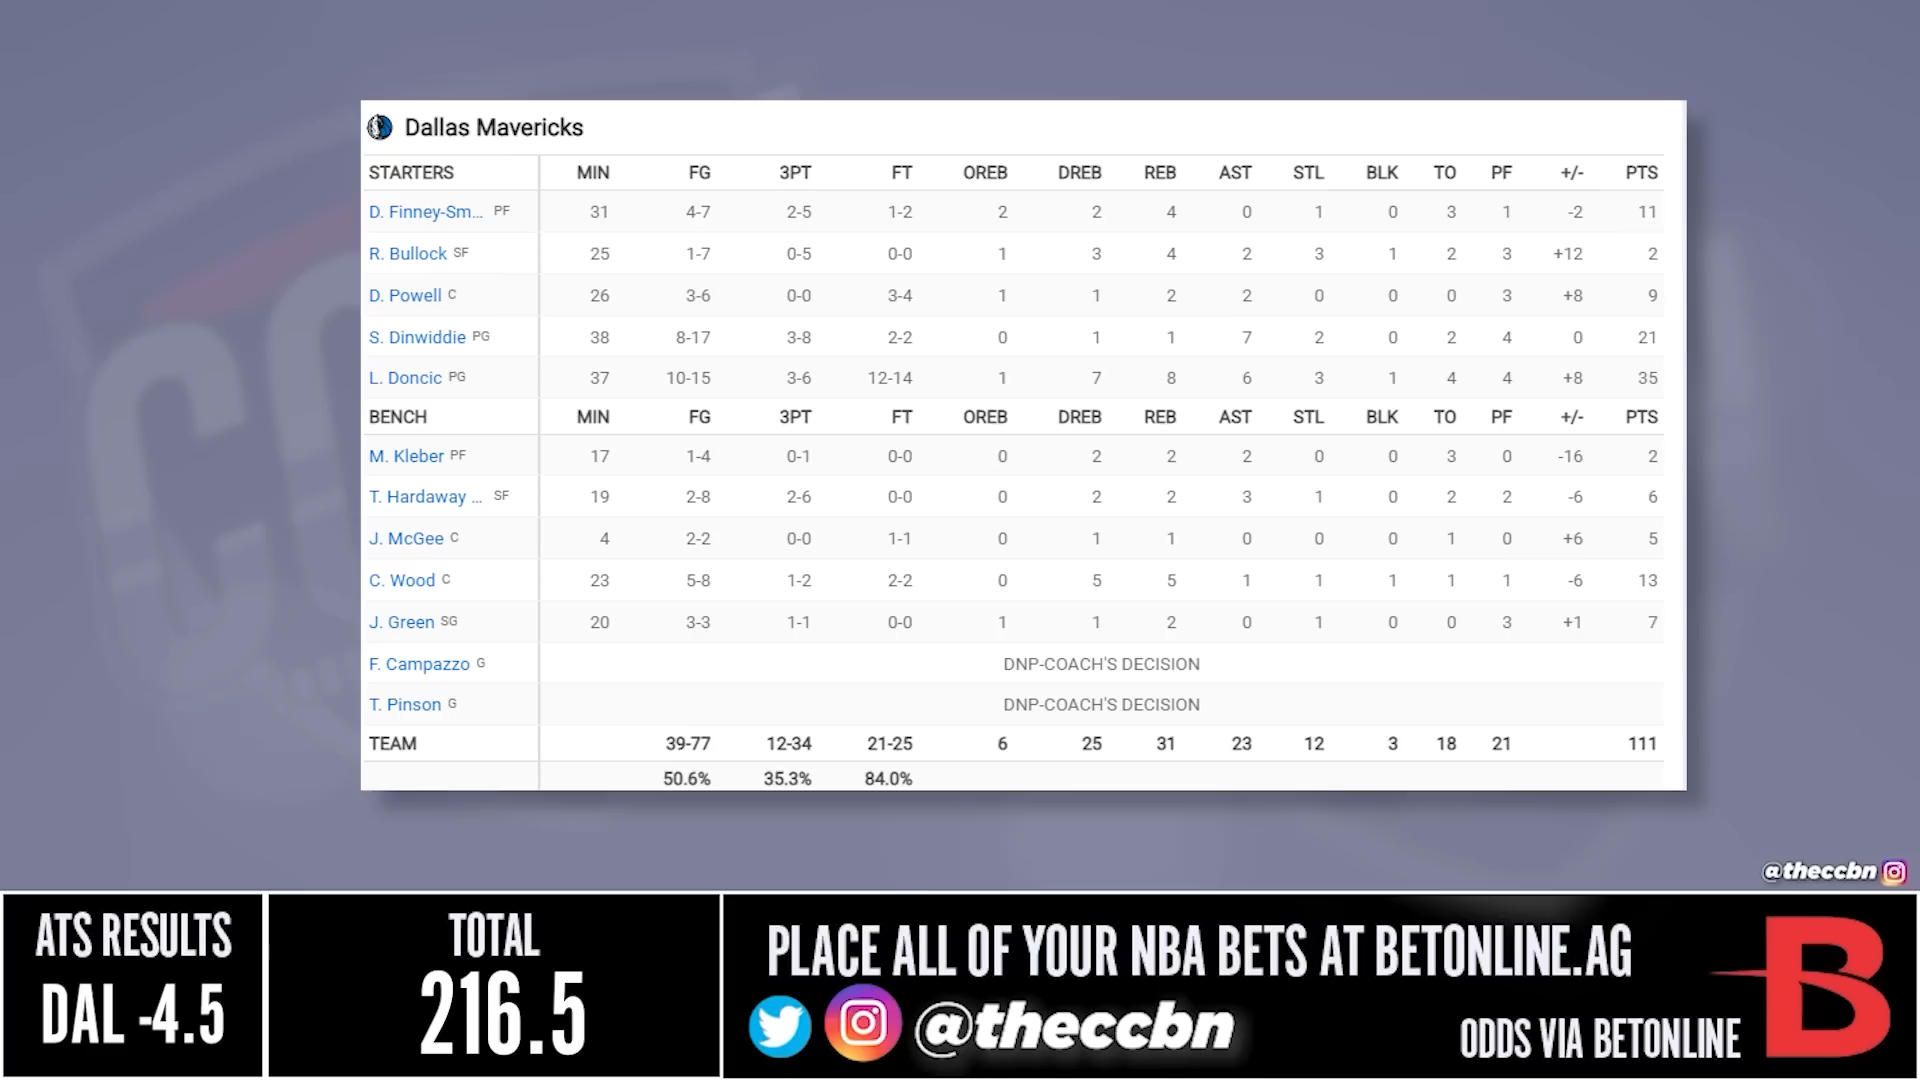 Dallas Mavericks
STARTERS MIN FG 3PT FT OREB DREB REB AST STL BLK TO PF +/- PTS
D. Finney-Sm... PF 31 4-7 2-5 1-2 2 2 4 0 1 0 3 1 -2 11
R. Bullock SF 25 1-7 0-5 0-0 1 3 4 2 3 1 2 3 +12 2
D. Powell C 26 3-6 0-0 3-4 1 1 2 2 0 0 0 3 +8 9
S. Dinwiddie PG 38 8-17 3-8 2-2 0 1 1 7 2 0 2 4 0 21
L. Doncic PG 37 10-15 3-6 12-14 1 7 8 6 3 1 4 4 +8 35
BENCH MIN FG 3PT FT OREB DREB REB AST STL BLK TO PF +/- PTS
M. Kleber PF 17 1-4 0-1 0-0 0 2 2 2 0 0 3 0 -16 2
T. Hardaway ... SF 19 2-8 2-6 0-0 0 2 2 3 1 0 2 2 -6 6
J. McGee C 4 2-2 0-0 1-1 0 1 1 0 0 0 1 0 +6 5
C. Wood C 23 5-8 1-2 2-2 0 5 5 1 1 1 1 1 -6 13
J. Green SG 20 3-3 1-1 0-0 1 1 2 0 1 0 0 3 +1 7
F. Campazzo G DNP-COACH'S DECISION
T. Pinson G DNP-COACH'S DECISION
TEAM 39-77 12-34 21-25 6 25 31 23 12 3 18 21 111
50.6% 35.3% 84.0%
@theccbn
ATS RESULTS
DAL -4.5
TOTAL
216.5
PLACE ALL OF YOUR NBA BETS AT BETONLINE.AG
@theccbn
ODDS VIA BETONLINE
B